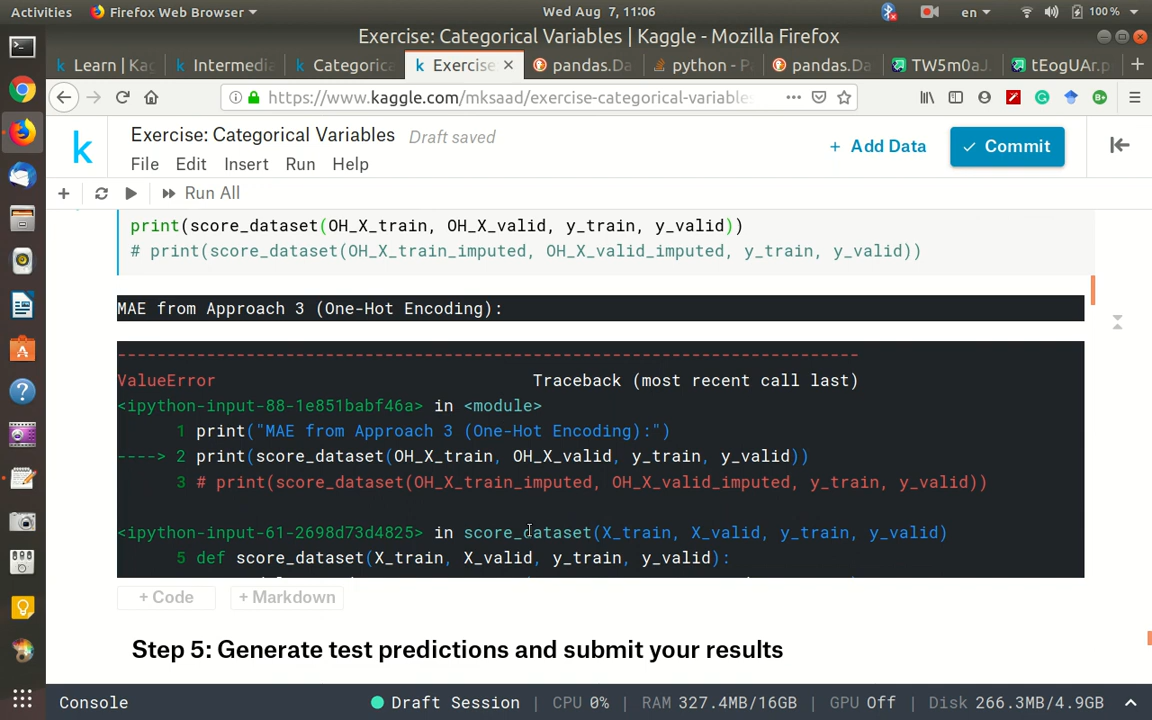 Activities Firefox Web Browser Wed Aug 7, 11:06 en 100 %
Exercise: Categorical Variables | Kaggle - Mozilla Firefox
Learn | Kag Intermedia Categorica Exercise pandas.Da python - Pa pandas.Da TW5m0aJ. tEogUAr.p
https://www.kaggle.com/mksaad/exercise-categorical-variable
Exercise: Categorical Variables Draft saved
+ Add Data Commit
File Edit Insert Run Help
+ Run All
print(score_dataset(OH_X_train, OH_X_valid, y_train, y_valid))
# print(score_dataset(OH_X_train_imputed, OH_X_valid_imputed, y_train, y_valid))
MAE from Approach 3 (One-Hot Encoding):
---------------------------------------------------------------------------
ValueError Traceback (most recent call last)
<ipython-input-88-1e851babf46a> in <module>
1 print("MAE from Approach 3 (One-Hot Encoding):")
----> 2 print(score_dataset(OH_X_train, OH_X_valid, y_train, y_valid))
3 # print(score_dataset(OH_X_train_imputed, OH_X_valid_imputed, y_train, y_valid))
<ipython-input-61-2698d73d4825> in score_dataset(X_train, X_valid, y_train, y_valid)
5 def score_dataset(X_train, X_valid, y_train, y_valid):
+ Code + Markdown
Step 5: Generate test predictions and submit your results
Console Draft Session | CPU 0% | RAM 327.4MB/16GB | GPU Off | Disk 266.3MB/4.9GB